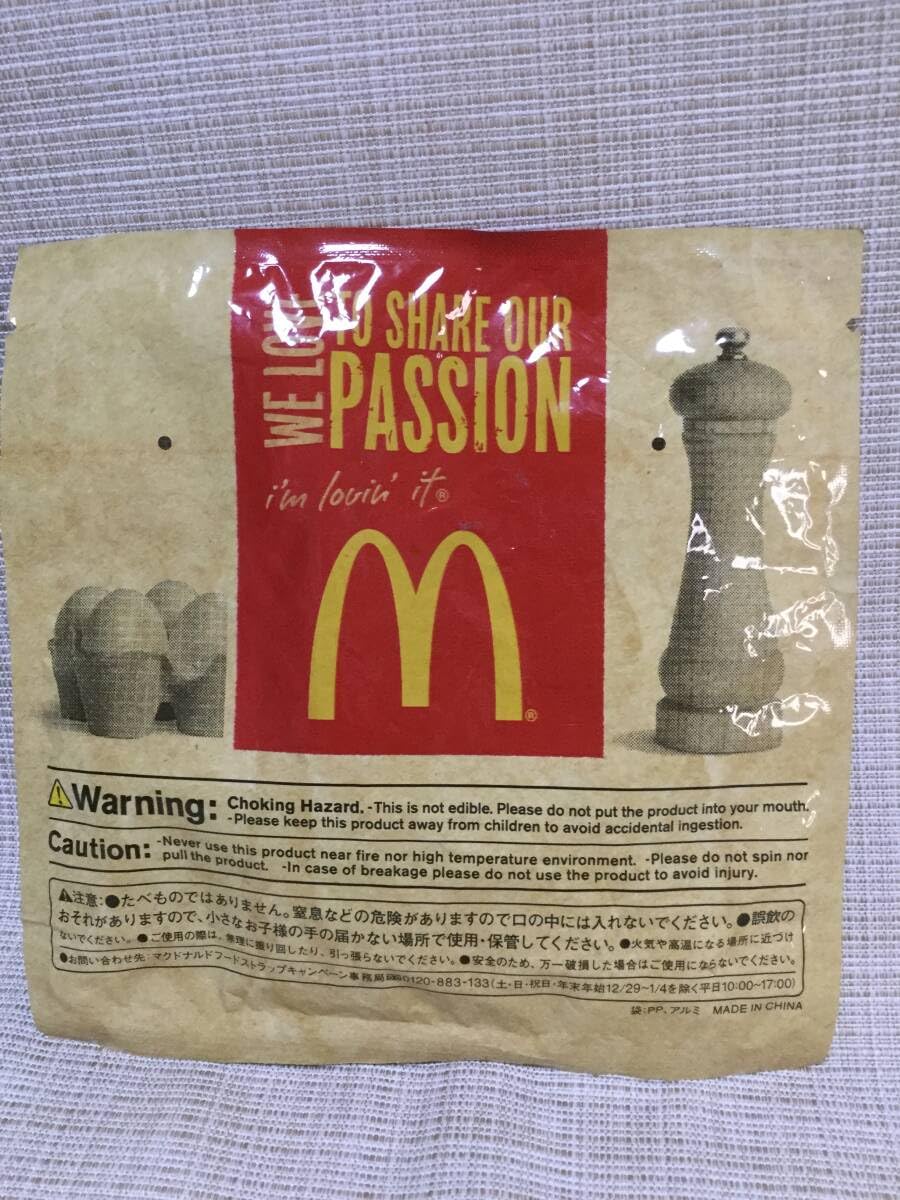 WE LOVE
TO SHARE OUR
PASSION
i'm lovin' it®
M®
⚠Warning: Choking Hazard. -This is not edible. Please do not put the product into your mouth.
-Please keep this product away from children to avoid accidental ingestion.
Caution: -Never use this product near fire nor high temperature environment. -Please do not spin nor
pull the product. -In case of breakage please do not use the product to avoid injury.
⚠注意:●たべものではありません。窒息などの危険がありますので口の中には入れないでください。●誤飲の
おそれがありますので、小さなお子様の手の届かない場所で使用・保管してください。●火気や高温になる場所に近づけ
ないでください。●ご使用の際は、無理に振り回したり、引っ張らないでください。●安全のため、万一破損した場合はご使用にならないでください。
●お問い合わせ先:マクドナルドフードストラップキャンペーン事務局 0120-883-133(土・日・祝日・年末年始12/29~1/4を除く平日10:00~17:00)
袋:PP、アルミ MADE IN CHINA